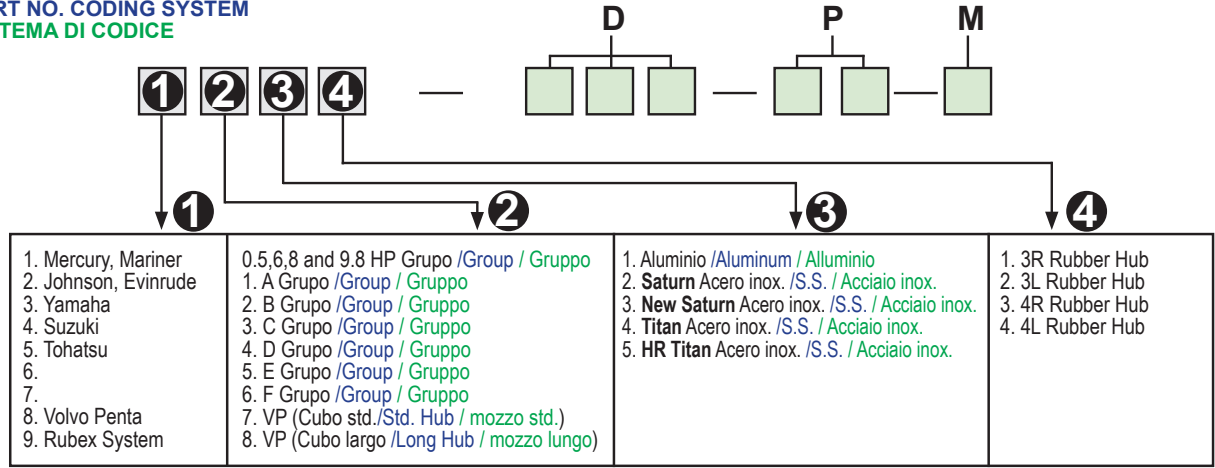 RT NO. CODING SYSTEM
TEMA DI CODICE
D P M
1 2 3 4 — — —
1 2 3 4
1. Mercury, Mariner
2. Johnson, Evinrude
3. Yamaha
4. Suzuki
5. Tohatsu
6.
7.
8. Volvo Penta
9. Rubex System
0.5,6,8 and 9.8 HP Grupo /Group / Gruppo
1. A Grupo /Group / Gruppo
2. B Grupo /Group / Gruppo
3. C Grupo /Group / Gruppo
4. D Grupo /Group / Gruppo
5. E Grupo /Group / Gruppo
6. F Grupo /Group / Gruppo
7. VP (Cubo std./Std. Hub / mozzo std.)
8. VP (Cubo largo /Long Hub / mozzo lungo)
1. Aluminio /Aluminum / Alluminio
2. Saturn Acero inox. /S.S. / Acciaio inox.
3. New Saturn Acero inox. /S.S. / Acciaio inox.
4. Titan Acero inox. /S.S. / Acciaio inox.
5. HR Titan Acero inox. /S.S. / Acciaio inox.
1. 3R Rubber Hub
2. 3L Rubber Hub
3. 4R Rubber Hub
4. 4L Rubber Hub